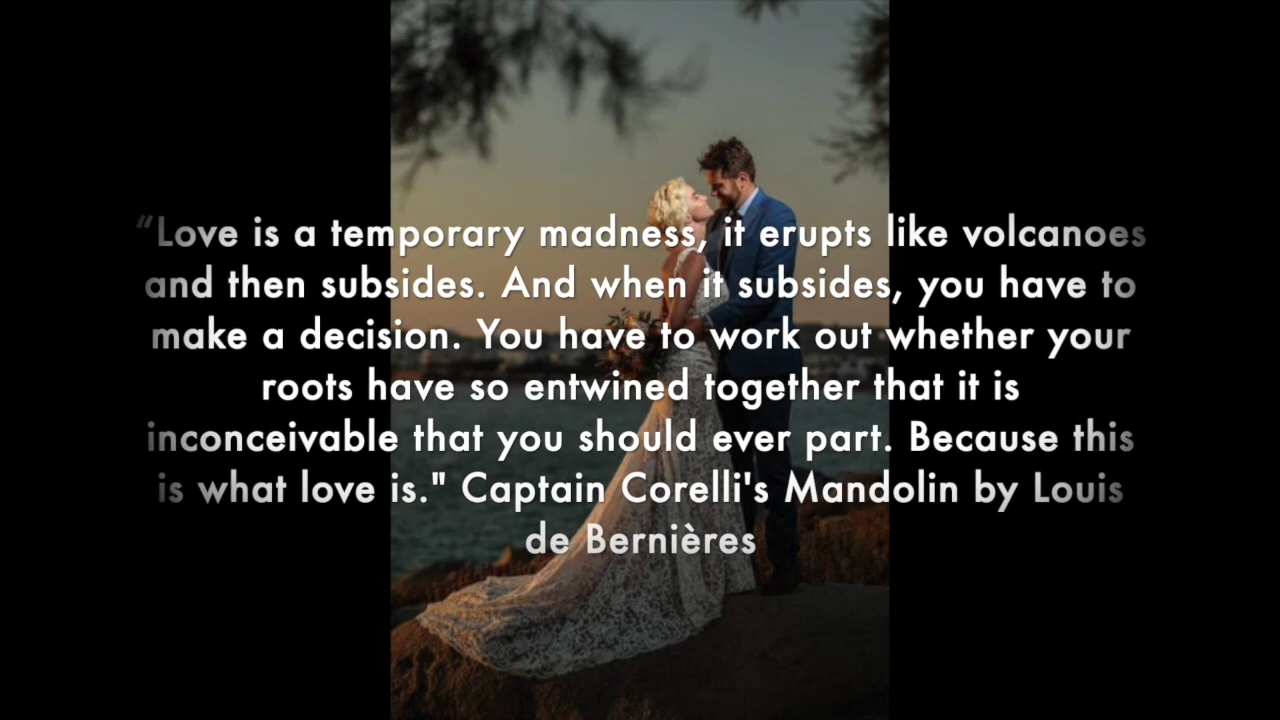 “Love is a temporary madness, it erupts like volcanoes
and then subsides. And when it subsides, you have to
make a decision. You have to work out whether your
roots have so entwined together that it is
inconceivable that you should ever part. Because this
is what love is." Captain Corelli's Mandolin by Louis
de Bernières